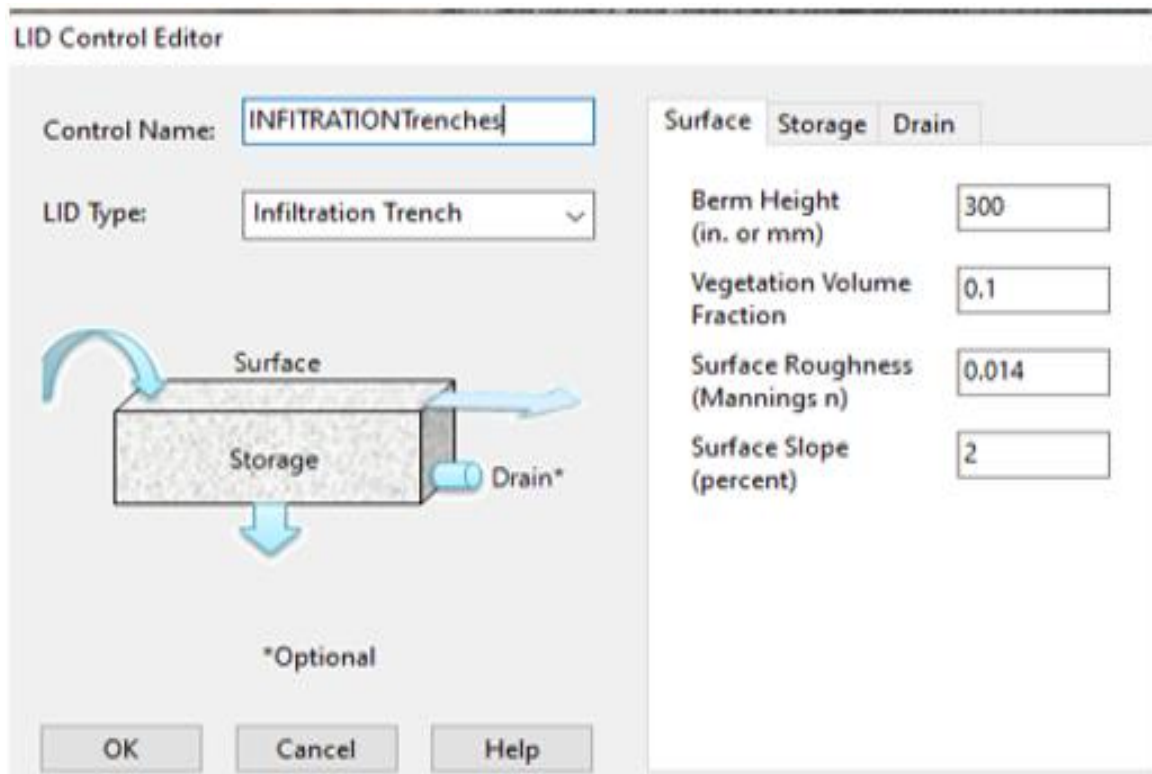 LID Control Editor
Control Name:
INFITRATIONTrenches
LID Type:
Infiltration Trench
Surface
Storage
Drain*
*Optional
OK
Cancel
Help
Surface Storage Drain
Berm Height
(in. or mm)
300
Vegetation Volume
Fraction
0.1
Surface Roughness
(Mannings n)
0.014
Surface Slope
(percent)
2